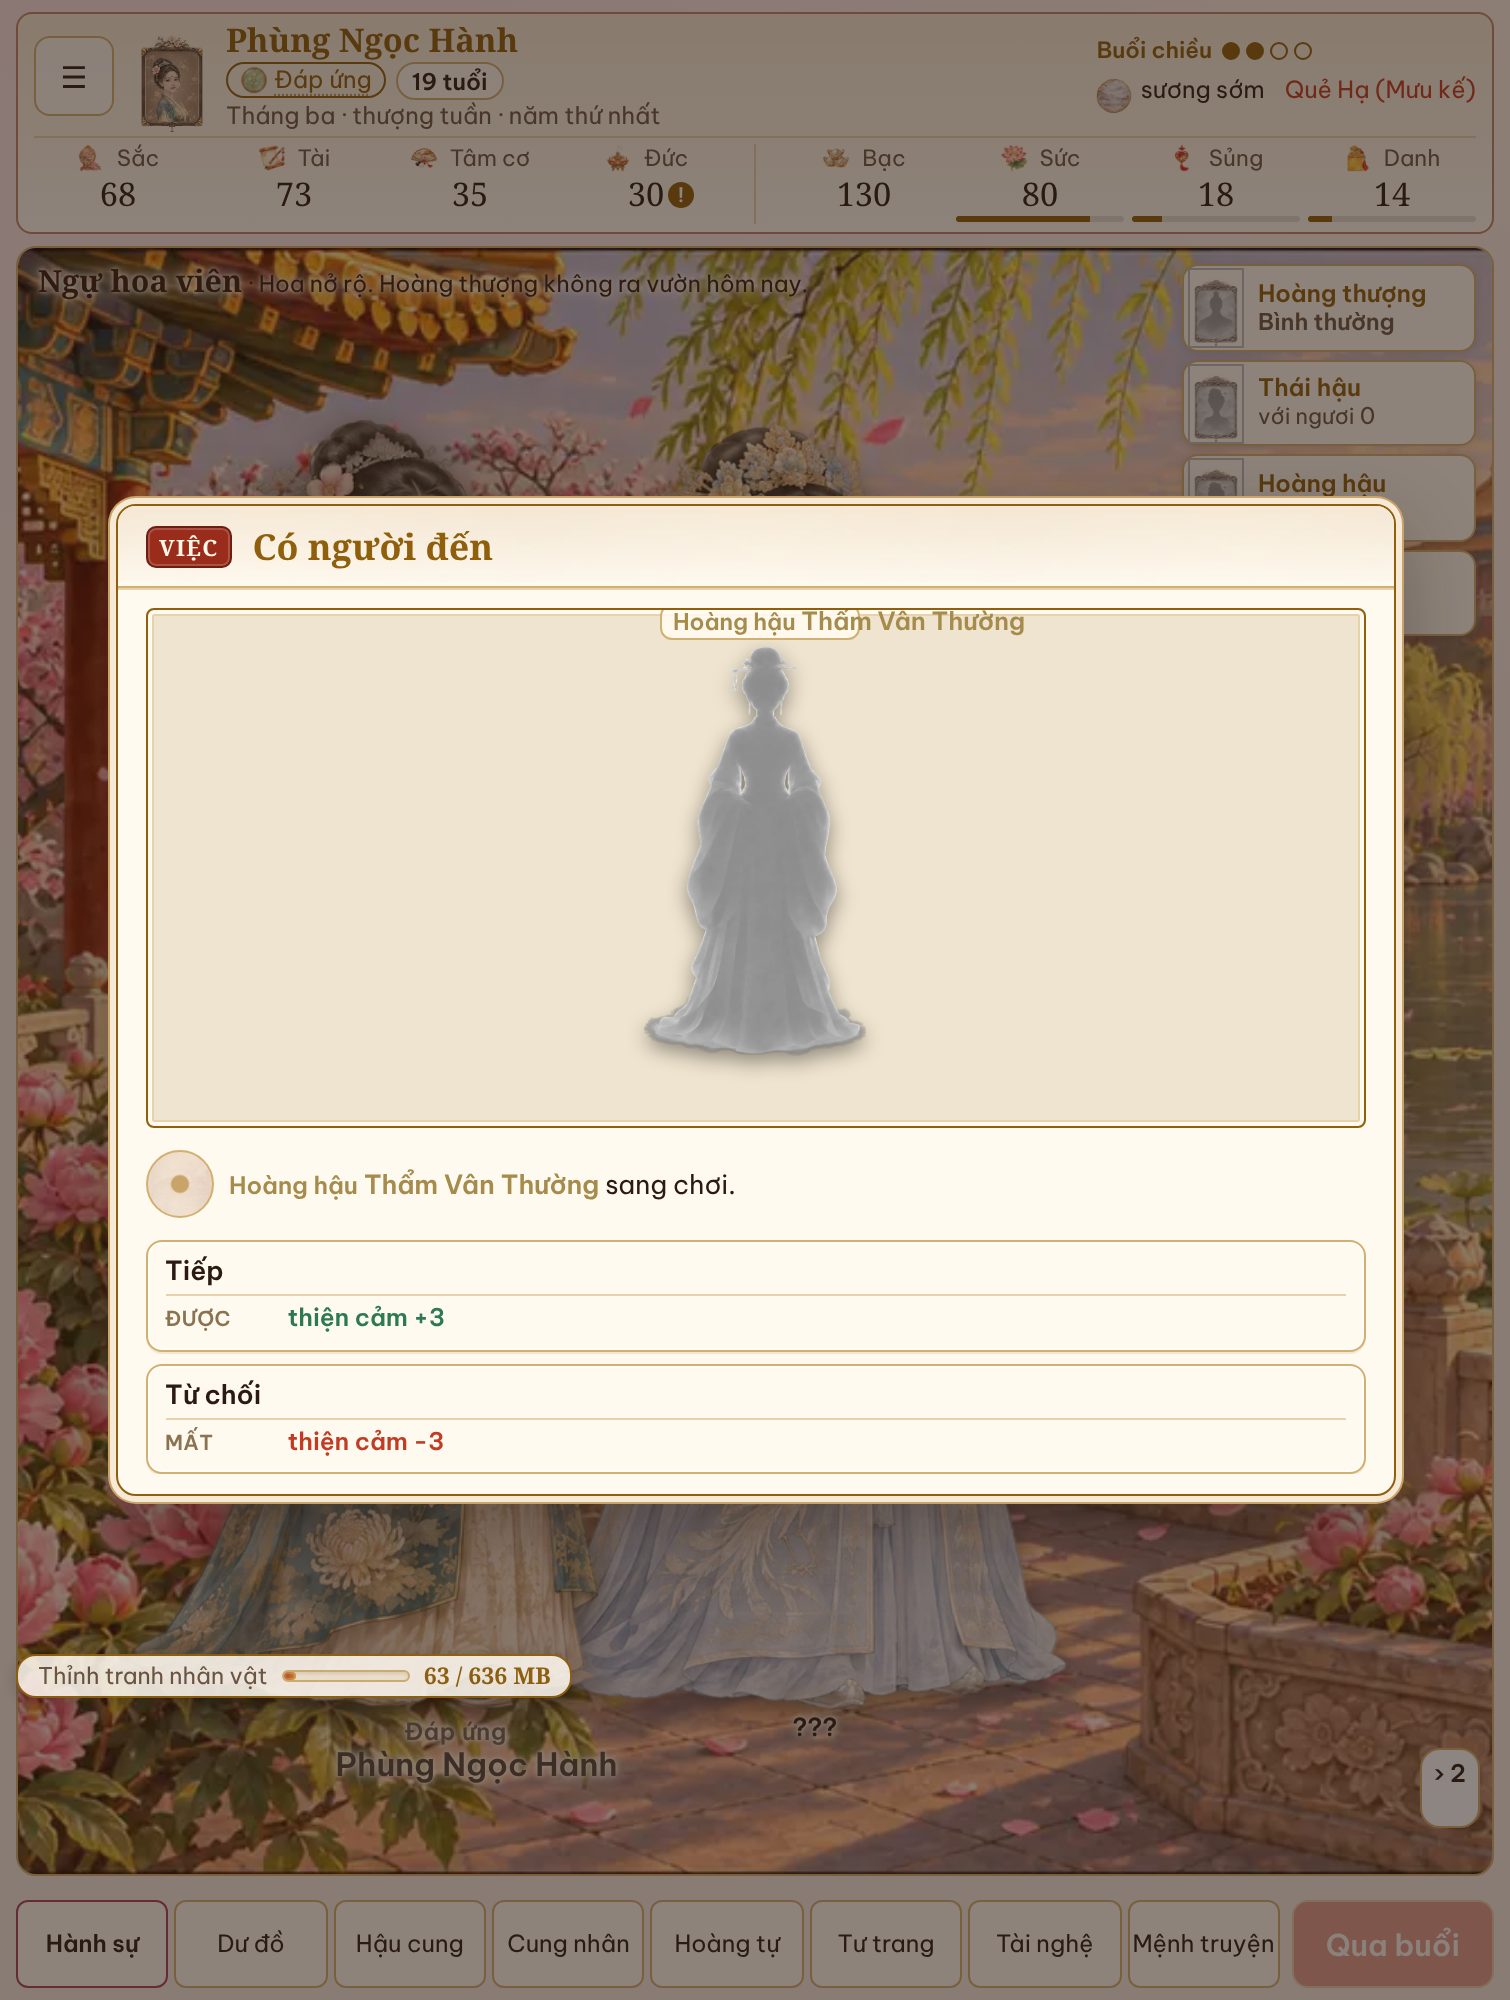 ☰
Phùng Ngọc Hành
Đáp ứng
19 tuổi
Tháng ba · thượng tuần · năm thứ nhất
Buổi chiều
sương sớm
Quẻ Hạ (Mưu kế)
Sắc
68
Tài
73
Tâm cơ
35
Đức
30 !
Bạc
130
Sức
80
Sủng
18
Danh
14
Ngự hoa viên · Hoa nở rộ. Hoàng thượng không ra vườn hôm nay.
Hoàng thượng
Bình thường
Thái hậu
với ngươi 0
Hoàng hậu
VIỆC
Có người đến
Hoàng hậu Thẩm Vân Thường
Hoàng hậu Thẩm Vân Thường sang chơi.
Tiếp
ĐƯỢC thiện cảm +3
Từ chối
MẤT thiện cảm -3
Thỉnh tranh nhân vật 63 / 636 MB
Đáp ứng
Phùng Ngọc Hành
???
› 2
Hành sự
Dư đồ
Hậu cung
Cung nhân
Hoàng tự
Tư trang
Tài nghệ
Mệnh truyện
Qua buổi